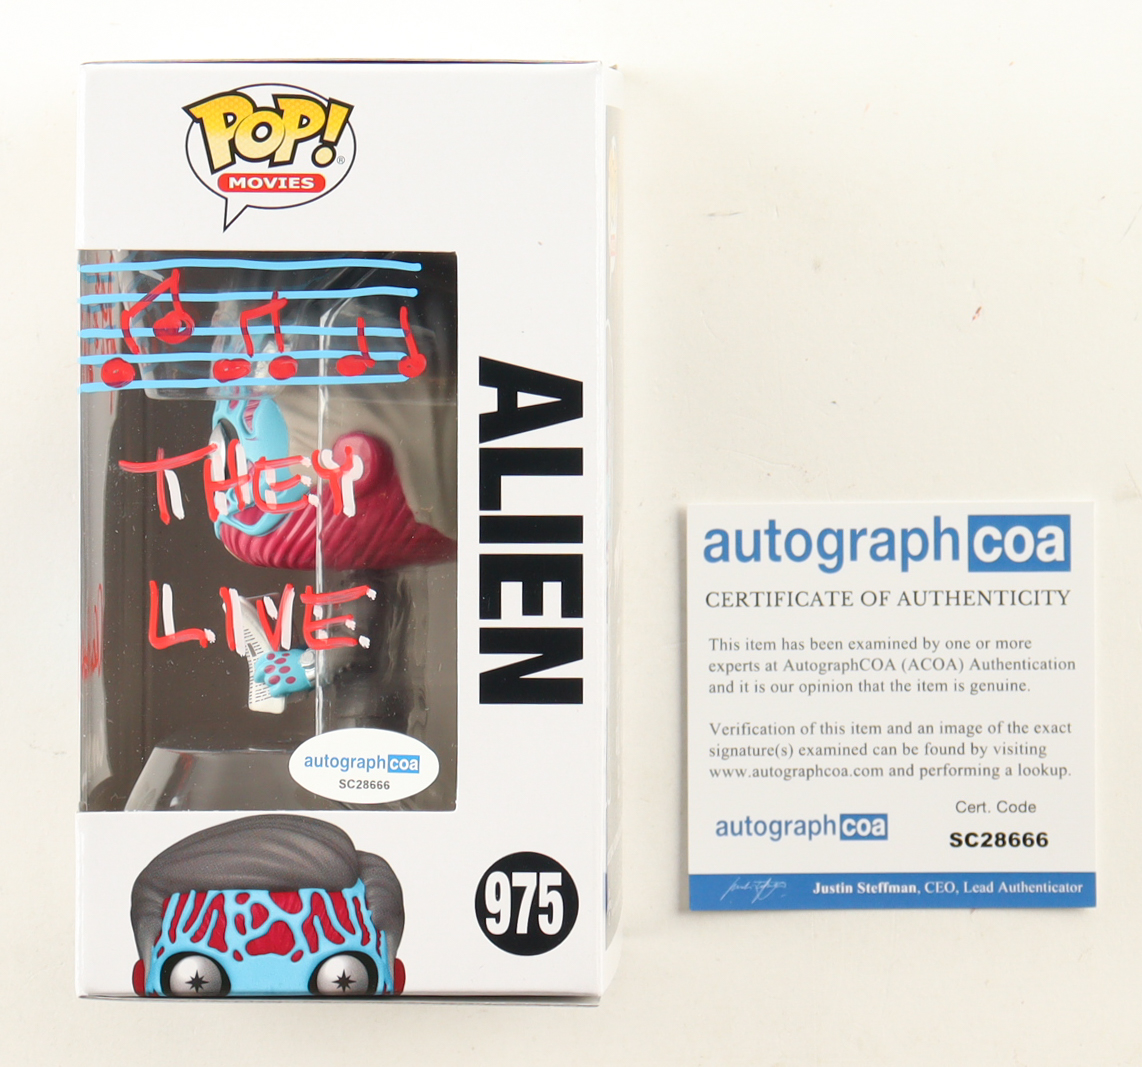 POP!
®
MOVIES
THEY
LIVE
ALIEN
autographcoa
SC28666
975
autographcoa
CERTIFICATE OF AUTHENTICITY
This item has been examined by one or more
experts at AutographCOA (ACOA) Authentication
and it is our opinion that the item is genuine.
Verification of this item and an image of the exact
signature(s) examined can be found by visiting
www.autographcoa.com and performing a lookup.
Cert. Code
autographcoa
SC28666
Justin Steffman, CEO, Lead Authenticator